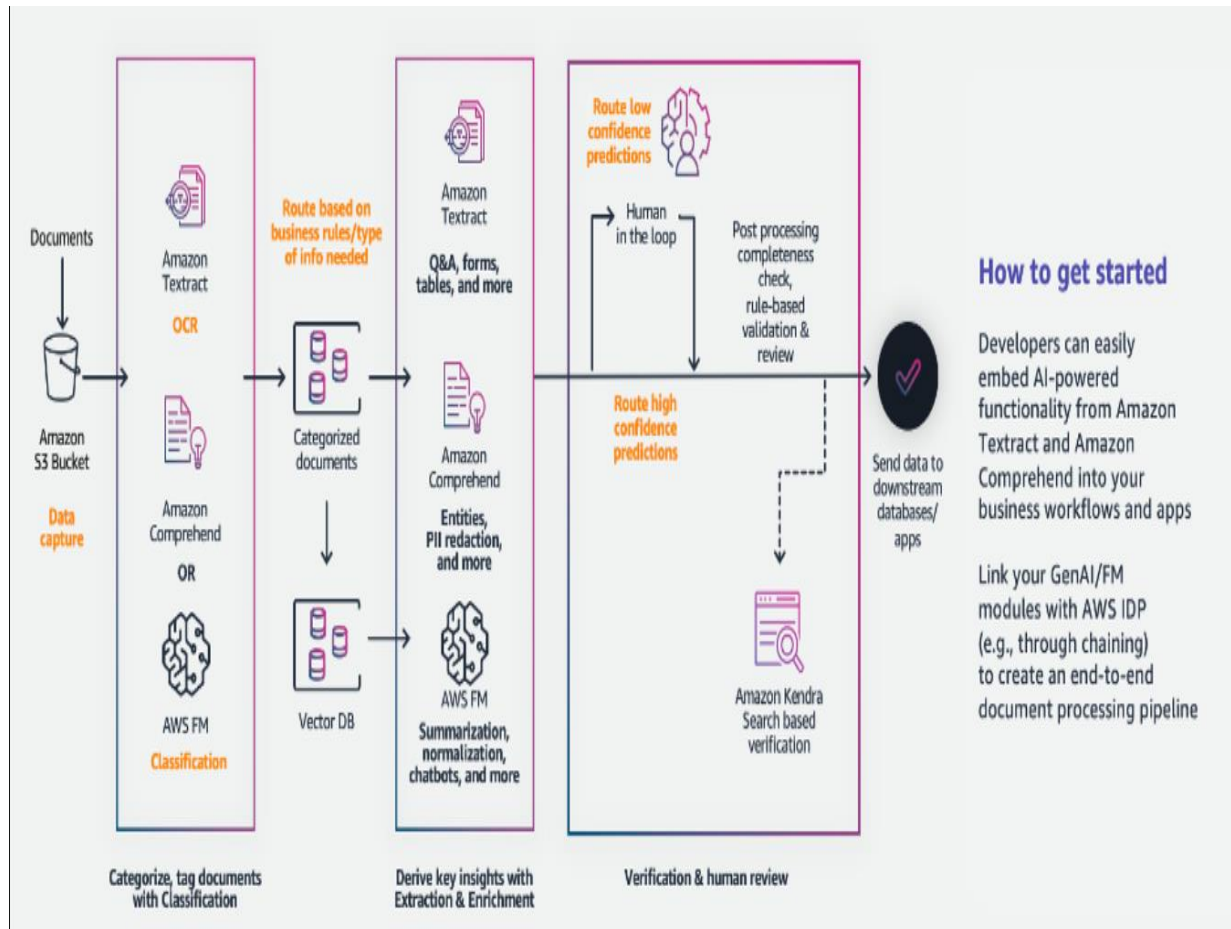 Documents
Amazon
S3 Bucket
Data
capture
Amazon
Textract
OCR
Amazon
Comprehend
OR
AWS FM
Classification
Categorize, tag documents
with Classification
Route based on
business rules/type
of info needed
Categorized
documents
Vector DB
Amazon
Textract
Q&A, forms,
tables, and more
Amazon
Comprehend
Entities,
PII redaction,
and more
AWS FM
Summarization,
normalization,
chatbots, and more
Derive key insights with
Extraction & Enrichment
Route low
confidence
predictions
Human
in the loop
Route high
confidence
predictions
Post processing
completeness
check,
rule-based
validation &
review
Amazon Kendra
Search based
verification
Verification & human review
Send data to
downstream
databases/
apps
How to get started
Developers can easily
embed AI-powered
functionality from Amazon
Textract and Amazon
Comprehend into your
business workflows and apps
Link your GenAI/FM
modules with AWS IDP
(e.g., through chaining)
to create an end-to-end
document processing pipeline